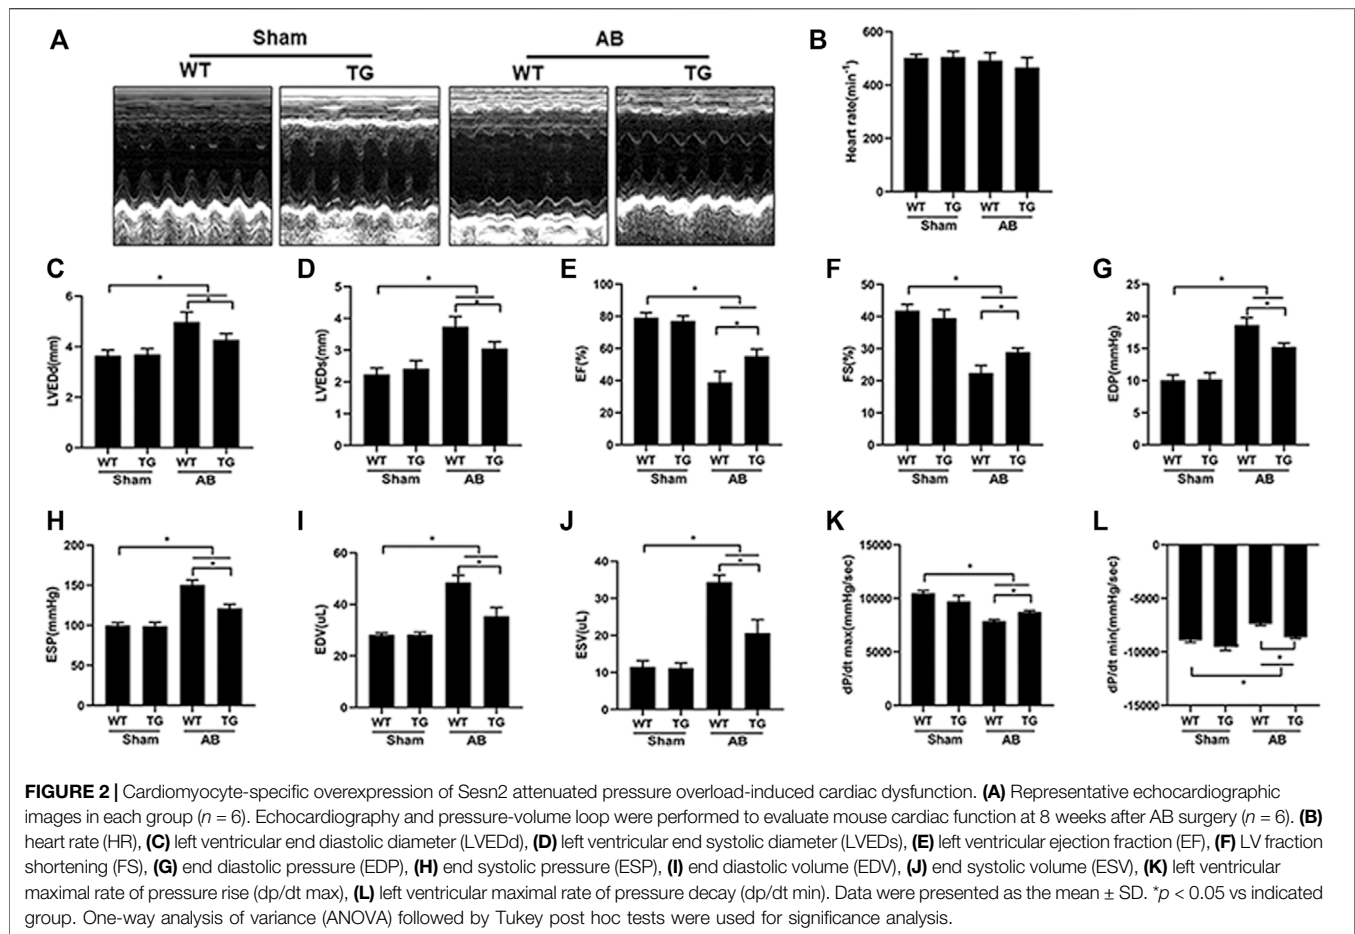 A
Sham
AB
WT
TG
WT
TG
B
Heart rate(min⁻¹)
600
400
200
0
WT
TG
WT
TG
Sham
AB
C
LVEDd(mm)
6
4
2
0
*
*
WT
TG
WT
TG
Sham
AB
D
LVEDs(mm)
5
4
3
2
1
0
*
*
WT
TG
WT
TG
Sham
AB
E
EF(%)
100
80
60
40
20
0
*
*
WT
TG
WT
TG
Sham
AB
F
FS(%)
50
40
30
20
10
0
*
*
WT
TG
WT
TG
Sham
AB
G
EDP(mmHg)
25
20
15
10
5
0
*
*
WT
TG
WT
TG
Sham
AB
H
ESP(mmHg)
200
150
100
50
0
*
*
WT
TG
WT
TG
Sham
AB
I
EDV(uL)
60
40
20
0
*
*
WT
TG
WT
TG
Sham
AB
J
ESV(uL)
40
30
20
10
0
*
*
WT
TG
WT
TG
Sham
AB
K
dP/dt max(mmHg/sec)
15000
10000
5000
0
*
*
WT
TG
WT
TG
Sham
AB
L
dP/dt min(mmHg/sec)
0
-5000
-10000
-15000
*
*
WT
TG
WT
TG
Sham
AB
FIGURE 2 | Cardiomyocyte-specific overexpression of Sesn2 attenuated pressure overload-induced cardiac dysfunction. (A) Representative echocardiographic
images in each group (n = 6). Echocardiography and pressure-volume loop were performed to evaluate mouse cardiac function at 8 weeks after AB surgery (n = 6). (B)
heart rate (HR), (C) left ventricular end diastolic diameter (LVEDd), (D) left ventricular end systolic diameter (LVEDs), (E) left ventricular ejection fraction (EF), (F) LV fraction
shortening (FS), (G) end diastolic pressure (EDP), (H) end systolic pressure (ESP), (I) end diastolic volume (EDV), (J) end systolic volume (ESV), (K) left ventricular
maximal rate of pressure rise (dp/dt max), (L) left ventricular maximal rate of pressure decay (dp/dt min). Data were presented as the mean ± SD. *p < 0.05 vs indicated
group. One-way analysis of variance (ANOVA) followed by Tukey post hoc tests were used for significance analysis.